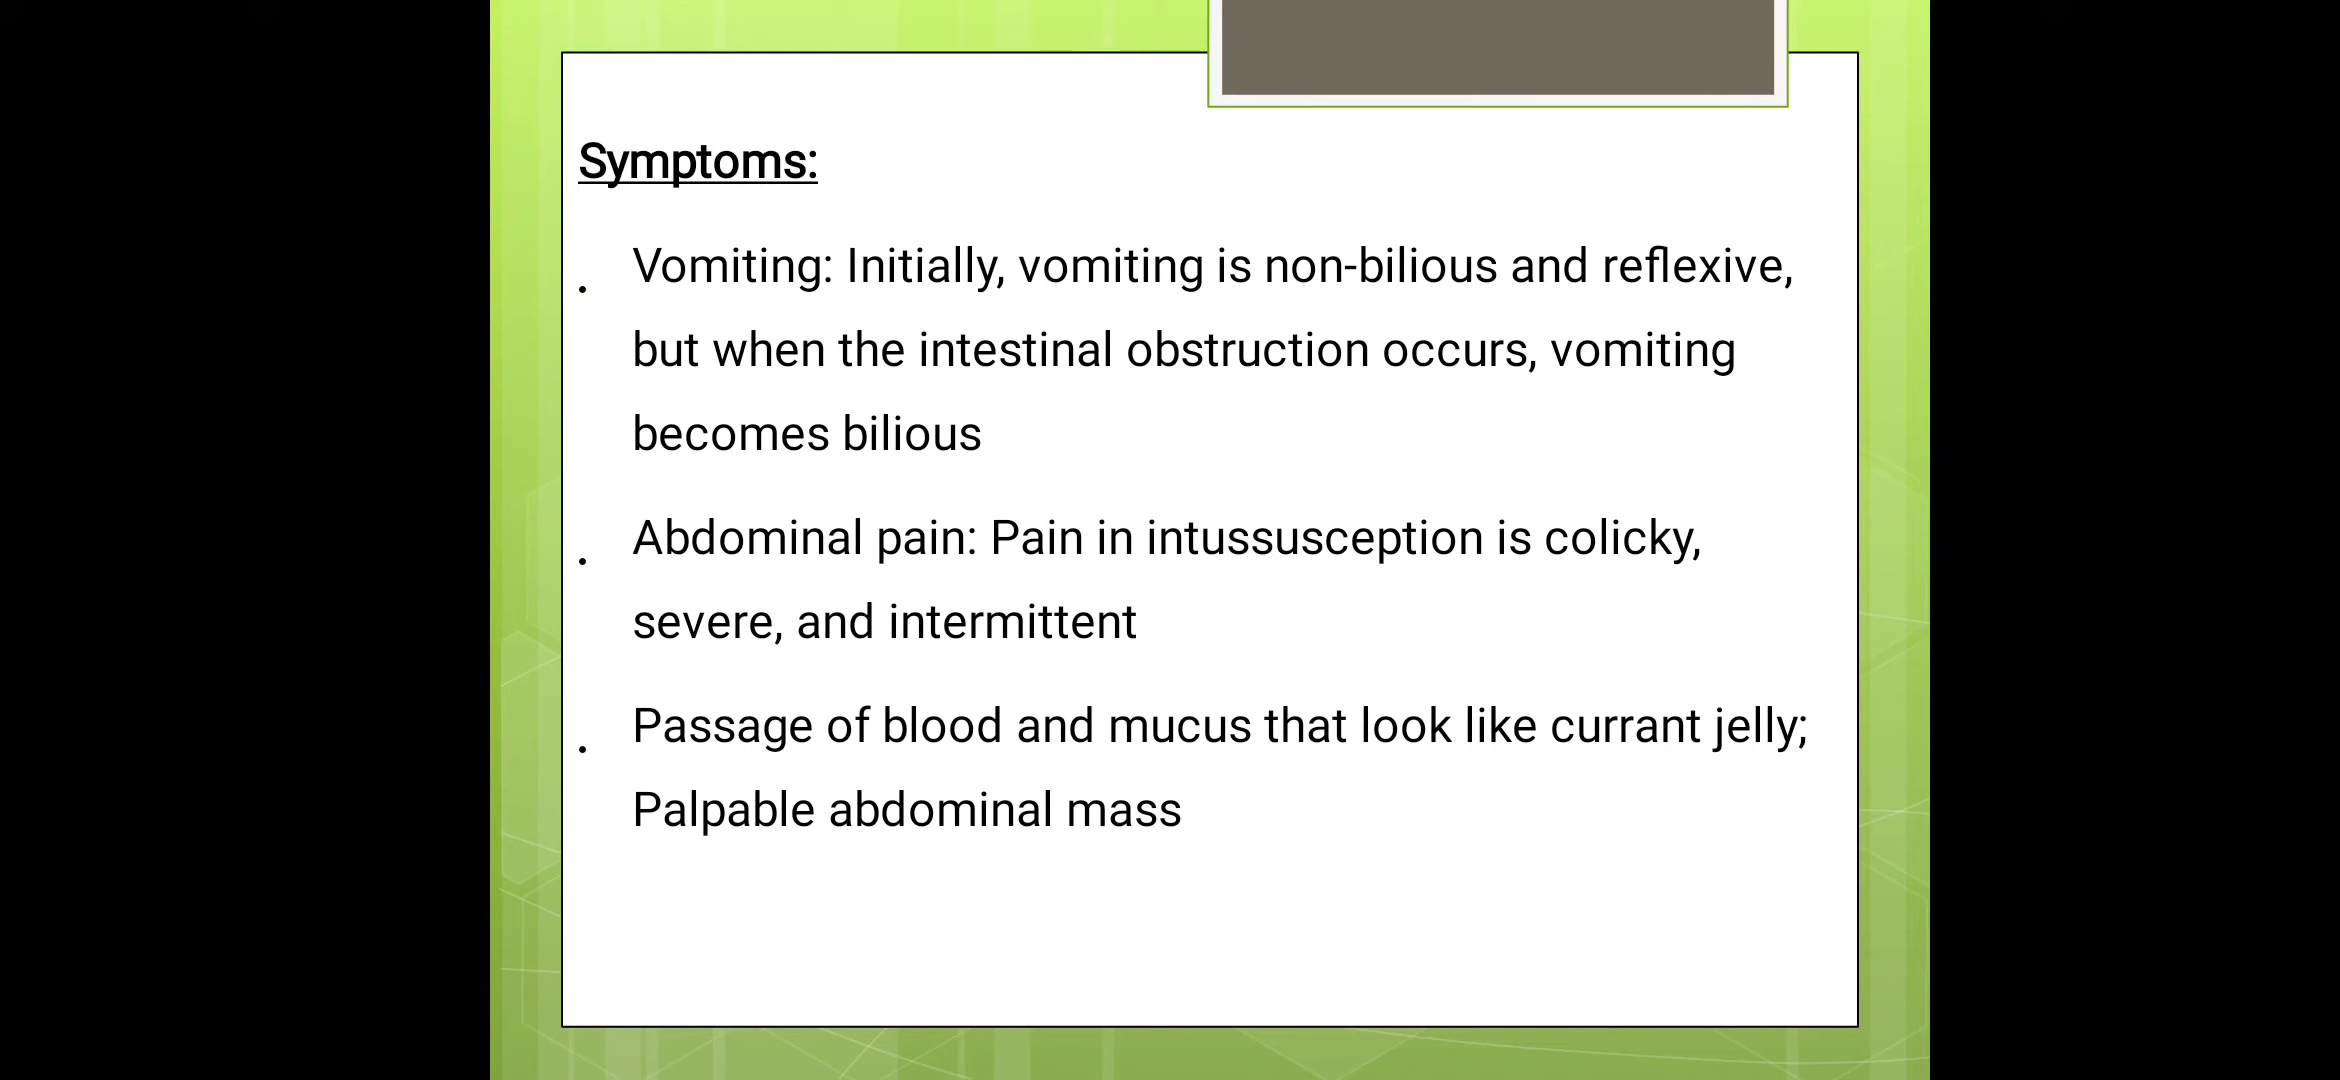 Symptoms:
• Vomiting: Initially, vomiting is non-bilious and reflexive,
but when the intestinal obstruction occurs, vomiting
becomes bilious
• Abdominal pain: Pain in intussusception is colicky,
severe, and intermittent
• Passage of blood and mucus that look like currant jelly;
Palpable abdominal mass